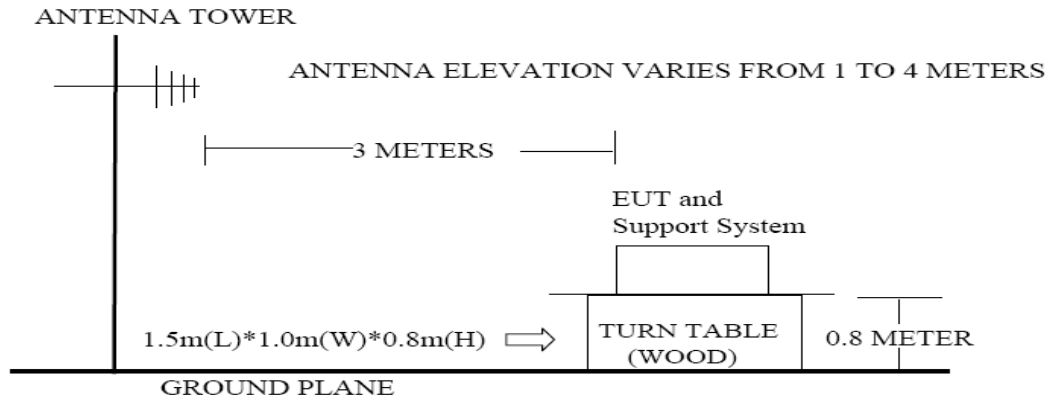 ANTENNA TOWER
ANTENNA ELEVATION VARIES FROM 1 TO 4 METERS
3 METERS
EUT and
Support System
1.5m(L)*1.0m(W)*0.8m(H)
TURN TABLE
(WOOD)
0.8 METER
GROUND PLANE